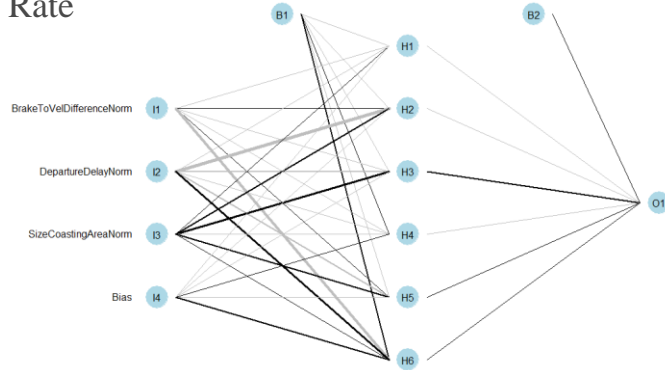 Rate
B1
B2
H1
BrakeToVelDifferenceNorm I1 H2
DepartureDelayNorm I2 H3
O1
SizeCoastingAreaNorm I3 H4
Bias I4 H5
H6